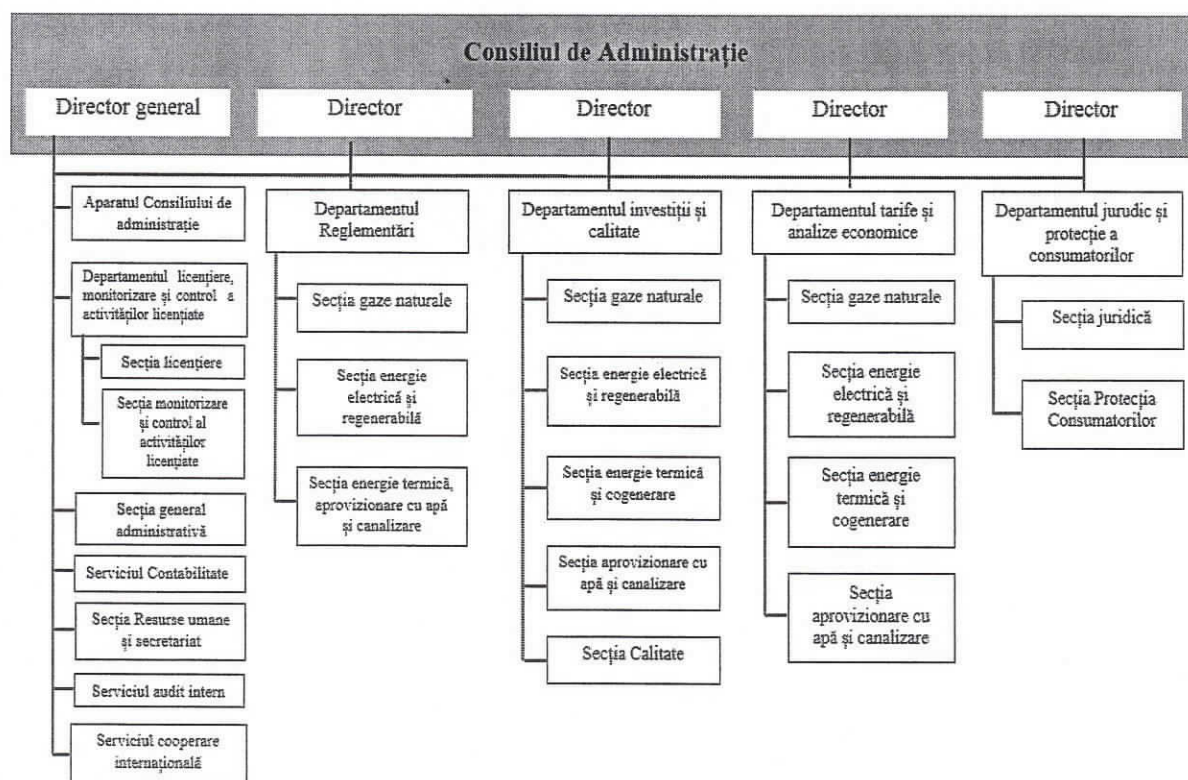 Consiliul de Administrație
Director general
Director
Director
Director
Director
Aparatul Consiliului de
administrație
Departamentul licențiere,
monitorizare și control a
activităților licențiate
Secția licențiere
Secția monitorizare
și control al
activităților
licențiate
Secția general
administrativă
Serviciul Contabilitate
Secția Resurse umane
și secretariat
Serviciul audit intern
Serviciul cooperare
internațională
Departamentul
Reglementări
Secția gaze naturale
Secția energie
electrică și
regenerabilă
Secția energie termică,
aprovizionare cu apă
și canalizare
Departamentul investiții și
calitate
Secția gaze naturale
Secția energie electrică
și regenerabilă
Secția energie termică
și cogenerare
Secția aprovizionare cu
apă și canalizare
Secția Calitate
Departamentul tarife și
analize economice
Secția gaze naturale
Secția energie
electrică și
regenerabilă
Secția energie
termică și
cogenerare
Secția
aprovizionare cu
apă și canalizare
Departamentul jurudic și
protecție a
consumatorilor
Secția juridică
Secția Protecția
Consumatorilor